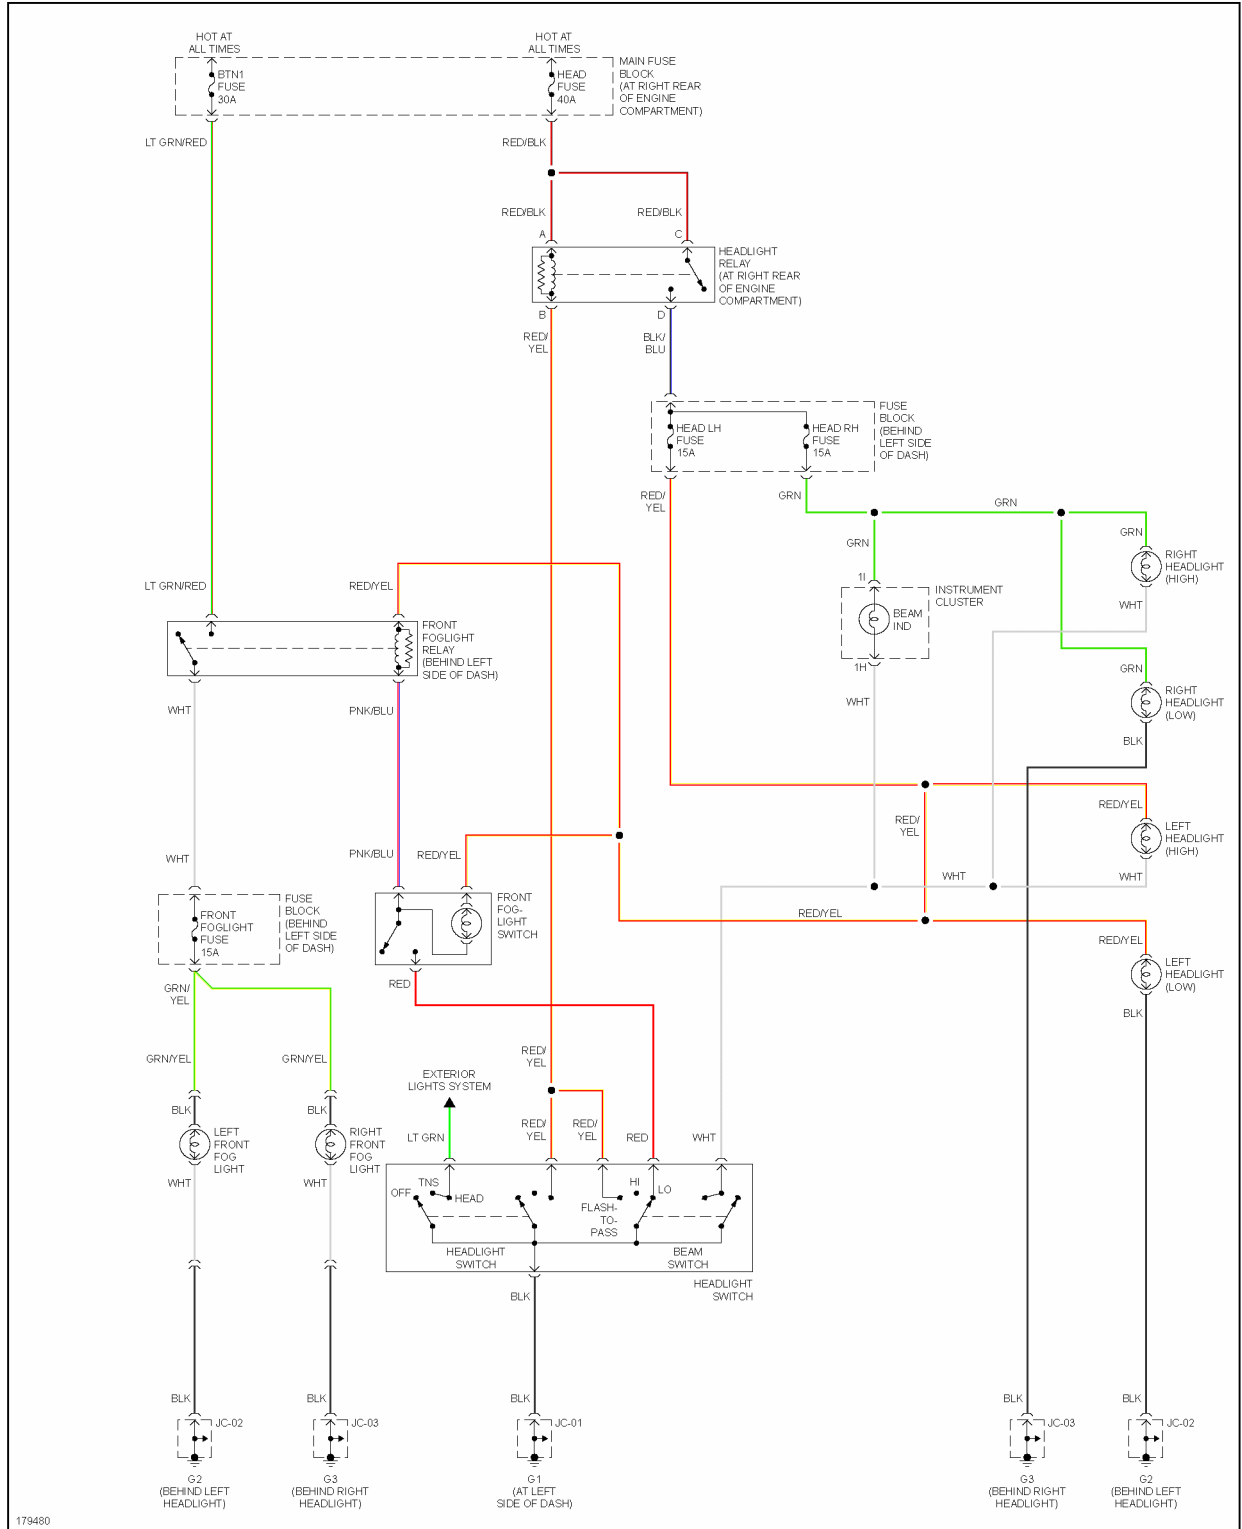 HOT AT
ALL TIMES
HOT AT
ALL TIMES
BTN1
FUSE
30A
HEAD
FUSE
40A
MAIN FUSE
BLOCK
(AT RIGHT REAR
OF ENGINE
COMPARTMENT)
LT GRN/RED
RED/BLK
RED/BLK
RED/BLK
A
C
HEADLIGHT
RELAY
(AT RIGHT REAR
OF ENGINE
COMPARTMENT)
B
D
RED/
YEL
BLK/
BLU
HEAD LH
FUSE
15A
HEAD RH
FUSE
15A
FUSE
BLOCK
(BEHIND
LEFT SIDE
OF DASH)
RED/
YEL
GRN
GRN
GRN
GRN
RIGHT
HEADLIGHT
(HIGH)
1I
INSTRUMENT
CLUSTER
BEAM
IND
1H
WHT
WHT
LT GRN/RED
RED/YEL
FRONT
FOGLIGHT
RELAY
(BEHIND LEFT
SIDE OF DASH)
GRN
RIGHT
HEADLIGHT
(LOW)
BLK
WHT
PNK/BLU
RED/YEL
RED/
YEL
LEFT
HEADLIGHT
(HIGH)
WHT
WHT
WHT
PNK/BLU
RED/YEL
FRONT
FOGLIGHT
FUSE
15A
FUSE
BLOCK
(BEHIND
LEFT SIDE
OF DASH)
FRONT
FOG-
LIGHT
SWITCH
RED/YEL
RED/YEL
LEFT
HEADLIGHT
(LOW)
BLK
GRN/
YEL
RED
GRN/YEL
GRN/YEL
RED/
YEL
EXTERIOR
LIGHTS SYSTEM
BLK
BLK
LEFT
FRONT
FOG
LIGHT
RIGHT
FRONT
FOG
LIGHT
LT GRN
RED/
YEL
RED/
YEL
RED
WHT
WHT
WHT
OFF
TNS
HEAD
FLASH-
TO-
PASS
HI
LO
HEADLIGHT
SWITCH
BEAM
SWITCH
HEADLIGHT
SWITCH
BLK
BLK
BLK
BLK
BLK
BLK
JC-02
JC-03
JC-01
JC-03
JC-02
G2
(BEHIND LEFT
HEADLIGHT)
G3
(BEHIND RIGHT
HEADLIGHT)
G1
(AT LEFT
SIDE OF DASH)
G3
(BEHIND RIGHT
HEADLIGHT)
G2
(BEHIND LEFT
HEADLIGHT)
179480